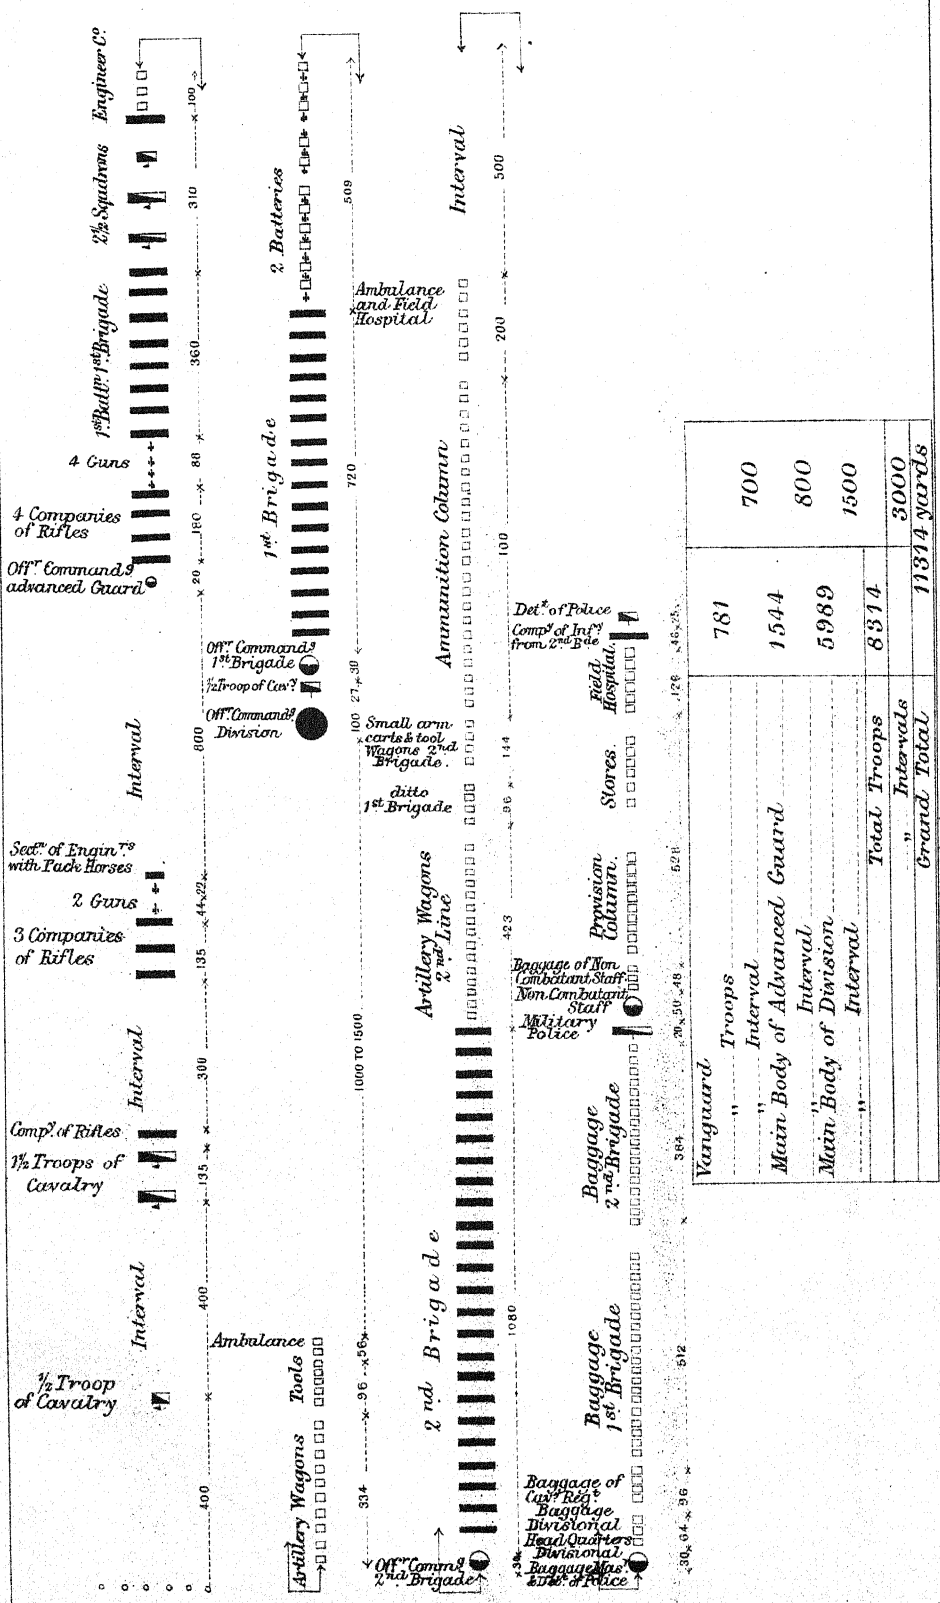 Engineer Cº
2½ Squdrons
1st Battn 1st Brigade
4 Guns
4 Companies
of Rifles
Offr Commandg
advanced Guard
Interval
Sectn of Enginrs
with Pack Horses
2 Guns
3 Companies
of Rifles
Interval
Compy. of Rifles
1½ Troops of
Cavalry
Interval
½ Troop
of Cavalry
100
310
360
88
180
20
800
22
44
135
300
135
400
400
2 Batteries
1st Brigade
Offr Commandg
1st Brigade
½ Troop of Cavy
Offr Commandg
Division
Ambulance
Tools
Artillery Wagons
509
720
30
27
100
1000 TO 1500
56
96
334
Interval
Ambulance
and Field
Hospital
Ammunition Column
Small arm
carts & tool
Wagons 2nd
Brigade.
ditto
1st Brigade
Artillery Wagons
2nd Line
2nd Brigade
Offr Commg
2nd Brigade
500
200
100
144
96
423
1080
30
Det.t of Police
Compy of Infy
from 2nd Bde
Field
Hospital.
Stores.
Provision
Column.
Baggage of Non
Combatant Staff
Non Combatant
Staff
Military
Police
Baggage
2nd Brigade
Baggage
1st Brigade
Baggage of
Cavy Regt
Baggage
Divisional
Head Quarters
Divisional
Baggage Masr
& Dett of Police
25
46
126
528
48
50
20
384
512
96
64
30
Vanguard
" Troops 781
" Interval 700
Main Body of Advanced Guard 1544
" Interval 800
Main Body of Division 5989
" Interval 1500
Total Troops 8314
" Intervals 3000
Grand Total 11314 yards